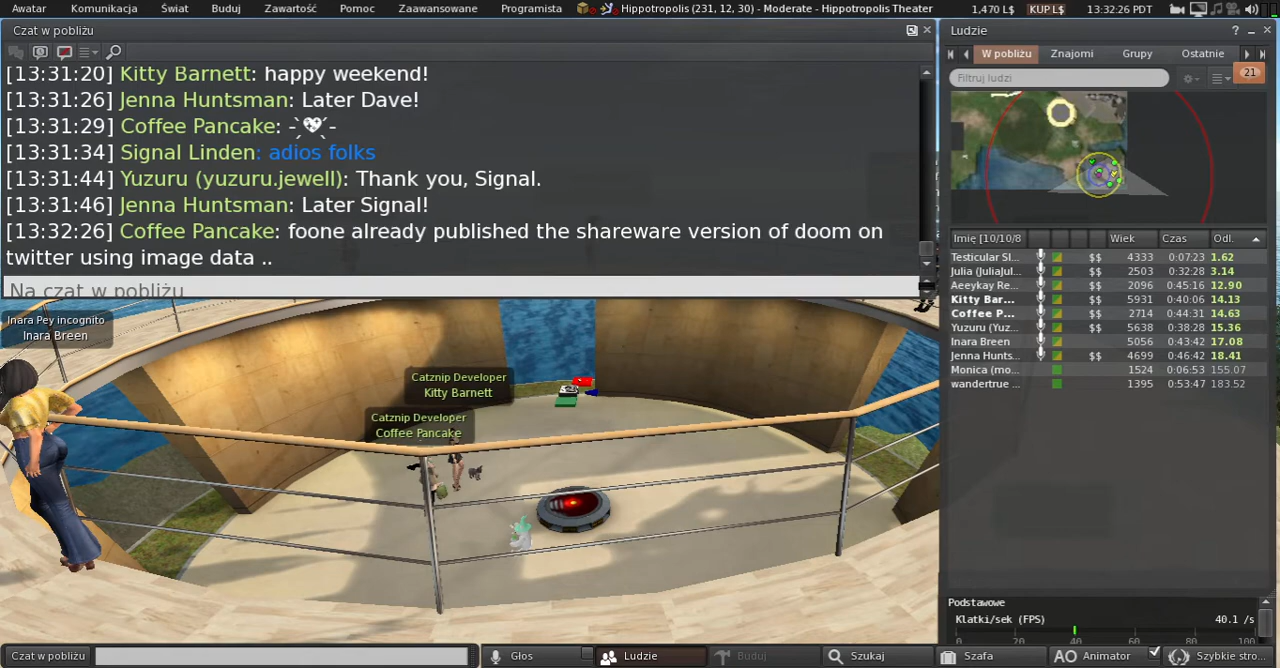 Awatar Komunikacja Świat Buduj Zawartość Pomoc Zaawansowane Programista Hippotropolis (231, 12, 30) - Moderate - Hippotropolis Theater 1,470 L$ KUP L$ 13:32:26 PDT
Czat w pobliżu
[13:31:20] Kitty Barnett: happy weekend!
[13:31:26] Jenna Huntsman: Later Dave!
[13:31:29] Coffee Pancake: -ˋˏ💖ˎˊ-
[13:31:34] Signal Linden: adios folks
[13:31:44] Yuzuru (yuzuru.jewell): Thank you, Signal.
[13:31:46] Jenna Huntsman: Later Signal!
[13:32:26] Coffee Pancake: foone already published the shareware version of doom on
twitter using image data ..
Na czat w pobliżu
Inara Pey incognito
Inara Breen
Catznip Developer
Kitty Barnett
Catznip Developer
Coffee Pancake
Ludzie
W pobliżu Znajomi Grupy Ostatnie
Filtruj ludzi
21
Imię [10/10/8 Wiek Czas Odl.
Testicular Sl... $$ 4333 0:07:23 1.62
Julia (JuliaJul... $$ 2503 0:32:28 3.14
Aeeykay Re... $$ 2096 0:45:16 12.90
Kitty Bar... $$ 5931 0:40:06 14.13
Coffee P... $$ 2714 0:44:31 14.63
Yuzuru (Yuz... $$ 5638 0:38:28 15.36
Inara Breen 5056 0:43:42 17.08
Jenna Hunts... $$ 4699 0:46:42 18.41
Monica (mo... 1524 0:06:53 155.07
wandertrue ... 1395 0:53:47 183.52
Podstawowe
Klatki/sek (FPS) 40.1 /s
0 20 40 60 80 100
Czat w pobliżu Głos Ludzie Buduj Szukaj Szafa AO Animator Szybkie stro...